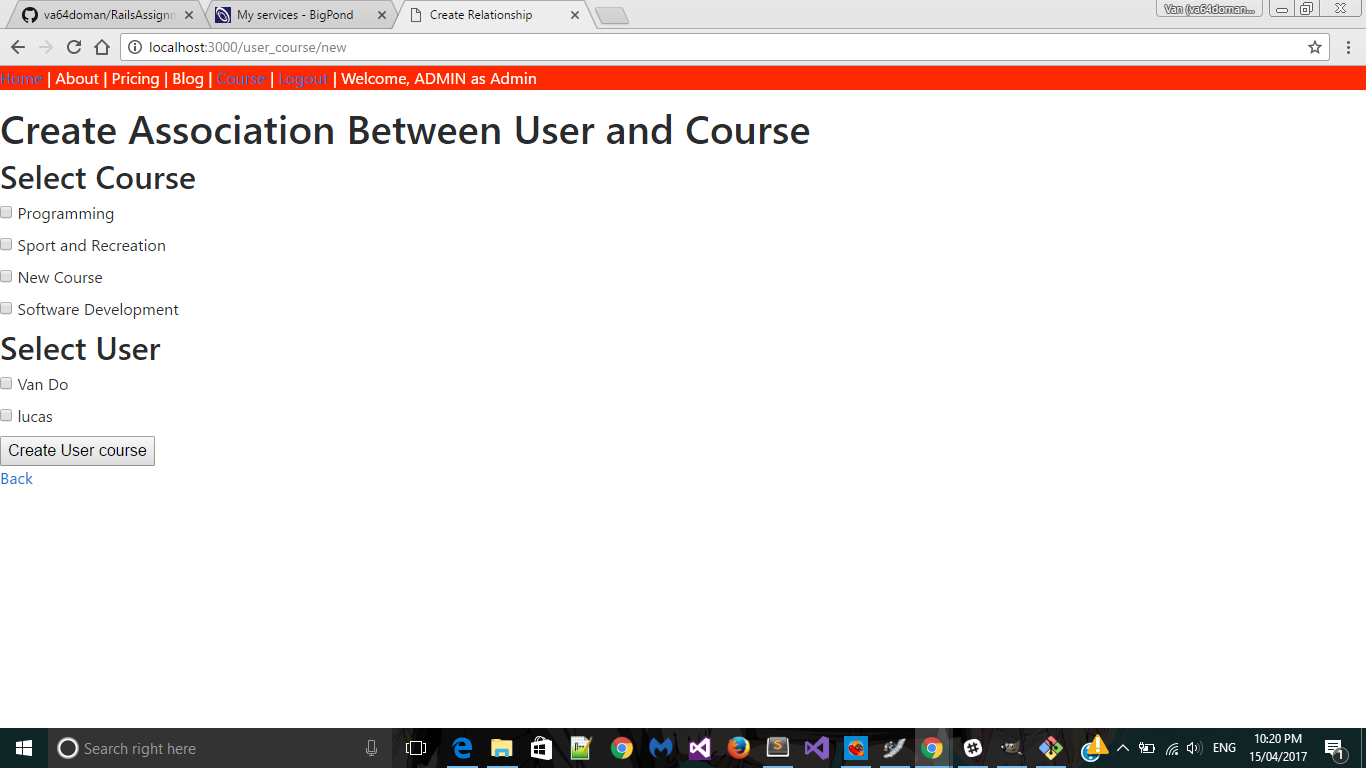 va64doman/RailsAssignm
My services - BigPond
Create Relationship
Van (va64doman...
localhost:3000/user_course/new
Home | About | Pricing | Blog | Course | Logout | Welcome, ADMIN as Admin
Create Association Between User and Course
Select Course
Programming
Sport and Recreation
New Course
Software Development
Select User
Van Do
lucas
Create User course
Back
Search right here
ENG
10:20 PM
15/04/2017
1